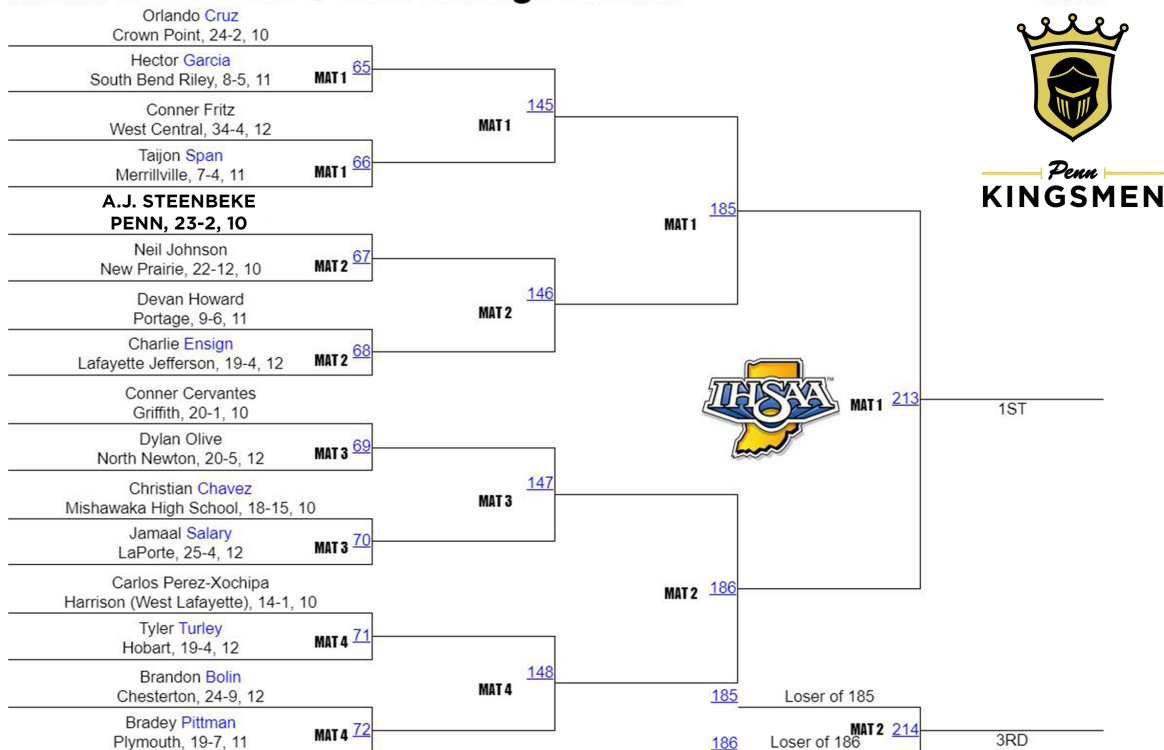 Orlando Cruz
Crown Point, 24-2, 10
Hector Garcia
South Bend Riley, 8-5, 11
MAT 1 65
Conner Fritz
West Central, 34-4, 12
Taijon Span
Merrillville, 7-4, 11
MAT 1 66
MAT 1 145
A.J. STEENBEKE
PENN, 23-2, 10
Neil Johnson
New Prairie, 22-12, 10
MAT 2 67
Devan Howard
Portage, 9-6, 11
Charlie Ensign
Lafayette Jefferson, 19-4, 12
MAT 2 68
MAT 2 146
MAT 1 185
Conner Cervantes
Griffith, 20-1, 10
Dylan Olive
North Newton, 20-5, 12
MAT 3 69
Christian Chavez
Mishawaka High School, 18-15, 10
Jamaal Salary
LaPorte, 25-4, 12
MAT 3 70
MAT 3 147
Carlos Perez-Xochipa
Harrison (West Lafayette), 14-1, 10
Tyler Turley
Hobart, 19-4, 12
MAT 4 71
Brandon Bolin
Chesterton, 24-9, 12
Bradey Pittman
Plymouth, 19-7, 11
MAT 4 72
MAT 4 148
MAT 2 186
IHSAA
TM
MAT 1 213
1ST
185 Loser of 185
186 Loser of 186
MAT 2 214
3RD
Penn
KINGSMEN